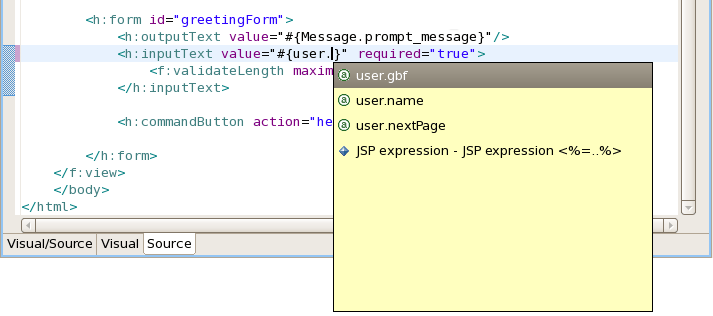 <h:form id="greetingForm">
<h:outputText value="#{Message.prompt_message}"/>
<h:inputText value="#{user.}" required="true">
<f:validateLength maxim
</h:inputText>
<h:commandButton action="he
</h:form>
</f:view>
</body>
</html>
user.gbf
user.name
user.nextPage
JSP expression - JSP expression <%=..%>
Visual/Source Visual Source